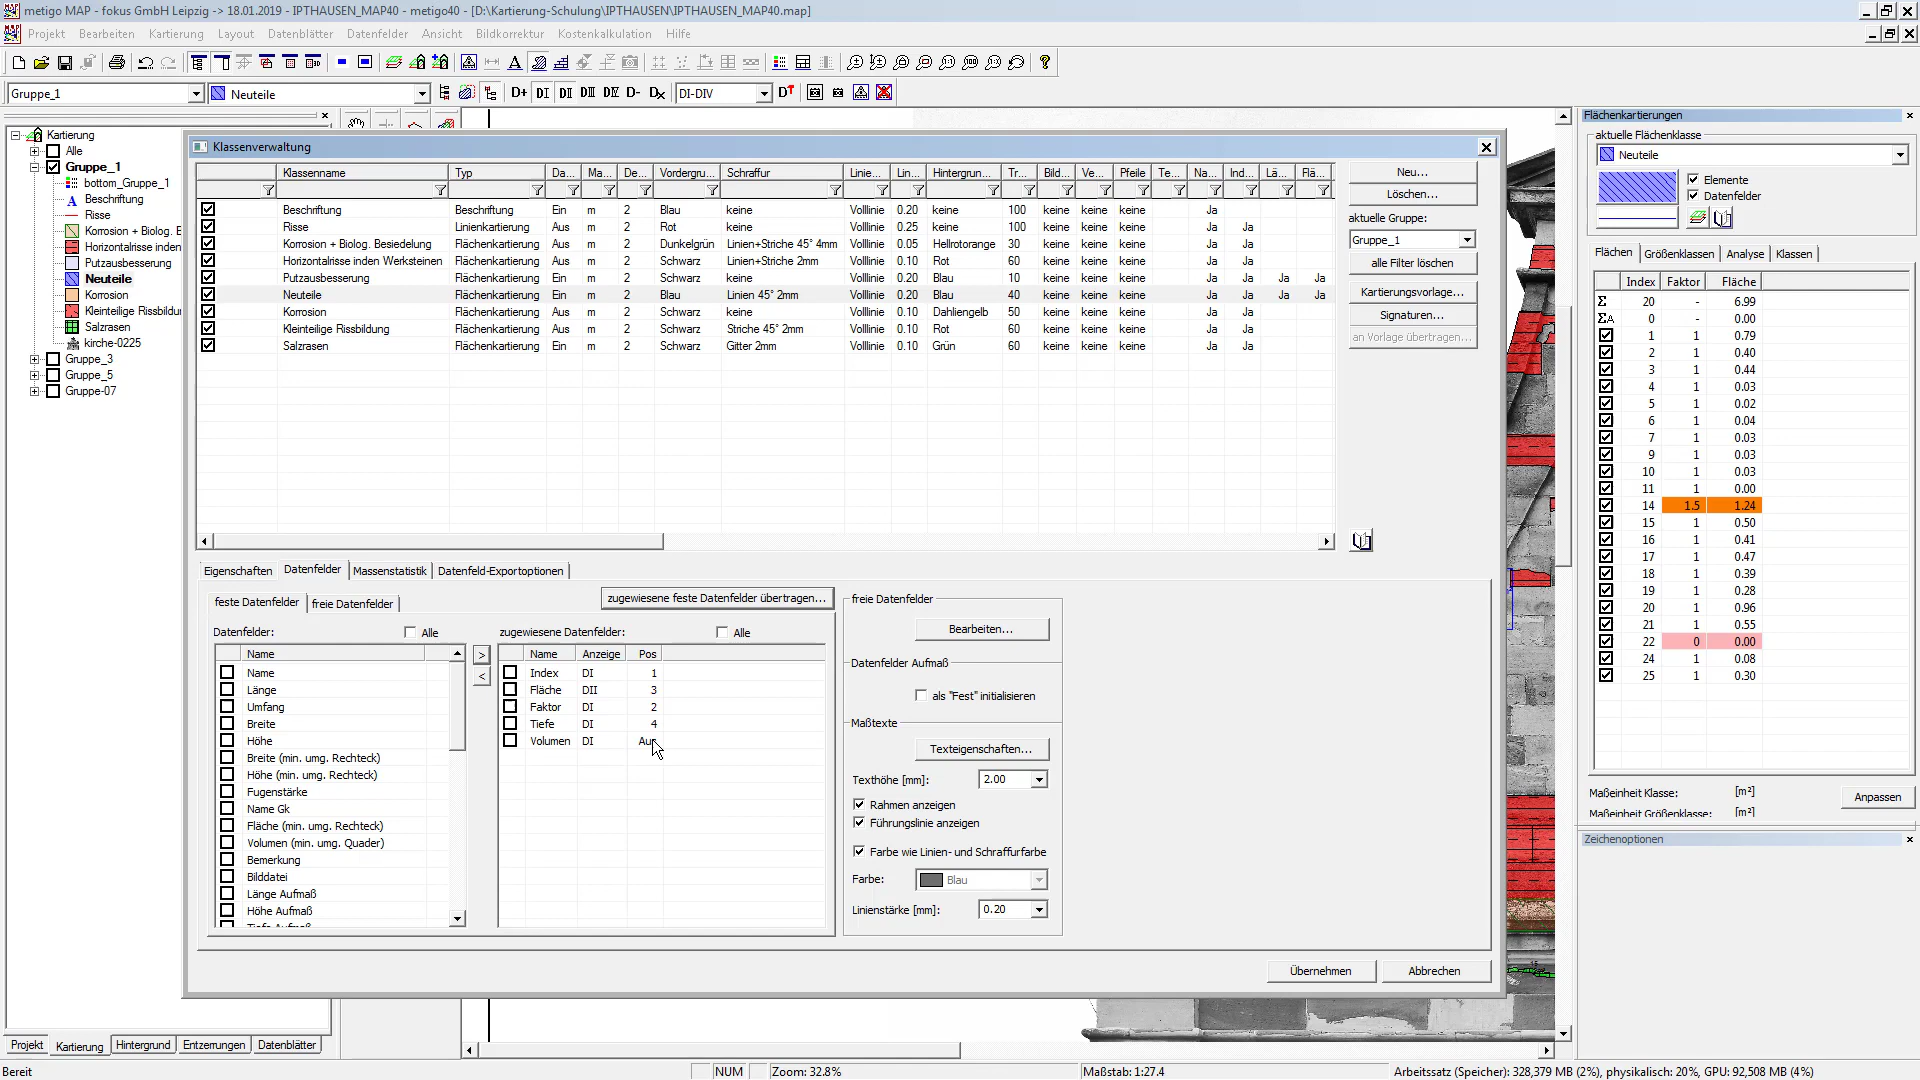 metigo MAP - fokus GmbH Leipzig -> 18.01.2019 - IPTHAUSEN_MAP40 - metigo40 - [D:\Kartierung-Schulung\IPTHAUSEN\IPTHAUSEN_MAP40.map]
Projekt Bearbeiten Kartierung Layout Datenblätter Datenfelder Ansicht Bildkorrektur Kostenkalkulation Hilfe
Gruppe_1 Neuteile D+ DI DII DIII DIV D- DX DI-DIV
Kartierung
Alle
Gruppe_1
bottom_Gruppe_1
Beschriftung
Risse
Korrosion + Biolog. E
Horizontalrisse inden
Putzausbesserung
Neuteile
Korrosion
Kleinteilige Rissbildu
Salzrasen
kirche-0225
Gruppe_3
Gruppe_5
Gruppe-07
Projekt Kartierung Hintergrund Entzerrungen Datenblätter
Klassenverwaltung
Klassenname Typ Da... Ma... De... Vordergru... Schraffur Linie... Lin... Hintergrun... Tr... Bild... Ve... Pfeile Te... Na... Ind... Lä... Flä...
Beschriftung Beschriftung Ein m 2 Blau keine Volllinie 0.20 keine 100 keine keine keine Ja
Risse Linienkartierung Aus m 2 Rot keine Volllinie 0.25 keine 100 keine keine keine Ja Ja
Korrosion + Biolog. Besiedelung Flächenkartierung Aus m 2 Dunkelgrün Linien+Striche 45° 4mm Volllinie 0.05 Hellrotorange 30 keine keine keine Ja Ja
Horizontalrisse inden Werksteinen Flächenkartierung Aus m 2 Schwarz Linien+Striche 2mm Volllinie 0.10 Rot 60 keine keine keine Ja Ja
Putzausbesserung Flächenkartierung Ein m 2 Schwarz keine Volllinie 0.20 Blau 10 keine keine keine Ja Ja Ja Ja
Neuteile Flächenkartierung Ein m 2 Blau Linien 45° 2mm Volllinie 0.20 Blau 40 keine keine keine Ja Ja Ja Ja
Korrosion Flächenkartierung Aus m 2 Schwarz keine Volllinie 0.10 Dahliengelb 50 keine keine keine Ja Ja
Kleinteilige Rissbildung Flächenkartierung Aus m 2 Schwarz Striche 45° 2mm Volllinie 0.10 Rot 60 keine keine keine Ja Ja
Salzrasen Flächenkartierung Ein m 2 Schwarz Gitter 2mm Volllinie 0.10 Grün 60 keine keine keine Ja Ja
Neu...
Löschen...
aktuelle Gruppe:
Gruppe_1
alle Filter löschen
Kartierungsvorlage...
Signaturen...
an Vorlage übertragen...
Eigenschaften Datenfelder Massenstatistik Datenfeld-Exportoptionen
feste Datenfelder freie Datenfelder
zugewiesene feste Datenfelder übertragen...
Datenfelder: Alle
Name
Name
Länge
Umfang
Breite
Höhe
Breite (min. umg. Rechteck)
Höhe (min. umg. Rechteck)
Fugenstärke
Name Gk
Fläche (min. umg. Rechteck)
Volumen (min. umg. Quader)
Bemerkung
Bilddatei
Länge Aufmaß
Höhe Aufmaß
Tiefe Aufmaß
>
<
zugewiesene Datenfelder: Alle
Name Anzeige Pos
Index DI 1
Fläche DII 3
Faktor DI 2
Tiefe DI 4
Volumen DI
freie Datenfelder
Bearbeiten...
Datenfelder Aufmaß
als "Fest" initialisieren
Maßtexte
Texteigenschaften...
Texthöhe [mm]: 2.00
Rahmen anzeigen
Führungslinie anzeigen
Farbe wie Linien- und Schraffurfarbe
Farbe: Blau
Linienstärke [mm]: 0.20
Übernehmen Abbrechen
Flächenkartierungen
aktuelle Flächenklasse
Neuteile
Elemente
Datenfelder
Flächen Größenklassen Analyse Klassen
Index Faktor Fläche
Σ 20 - 6.99
ΣA 0 - 0.00
1 1 0.79
2 1 0.40
3 1 0.44
4 1 0.03
5 1 0.02
6 1 0.04
7 1 0.03
9 1 0.03
10 1 0.03
11 1 0.00
14 1.5 1.24
15 1 0.50
16 1 0.41
17 1 0.47
18 1 0.39
19 1 0.28
20 1 0.96
21 1 0.55
22 0 0.00
24 1 0.08
25 1 0.30
Maßeinheit Klasse: [m²]
Anpassen
Maßeinheit Größenklasse: [m²]
Zeichenoptionen
Bereit NUM Zoom: 32.8% Maßstab: 1:27.4 Arbeitssatz (Speicher): 328,379 MB (2%), physikalisch: 20%, GPU: 92,508 MB (4%)